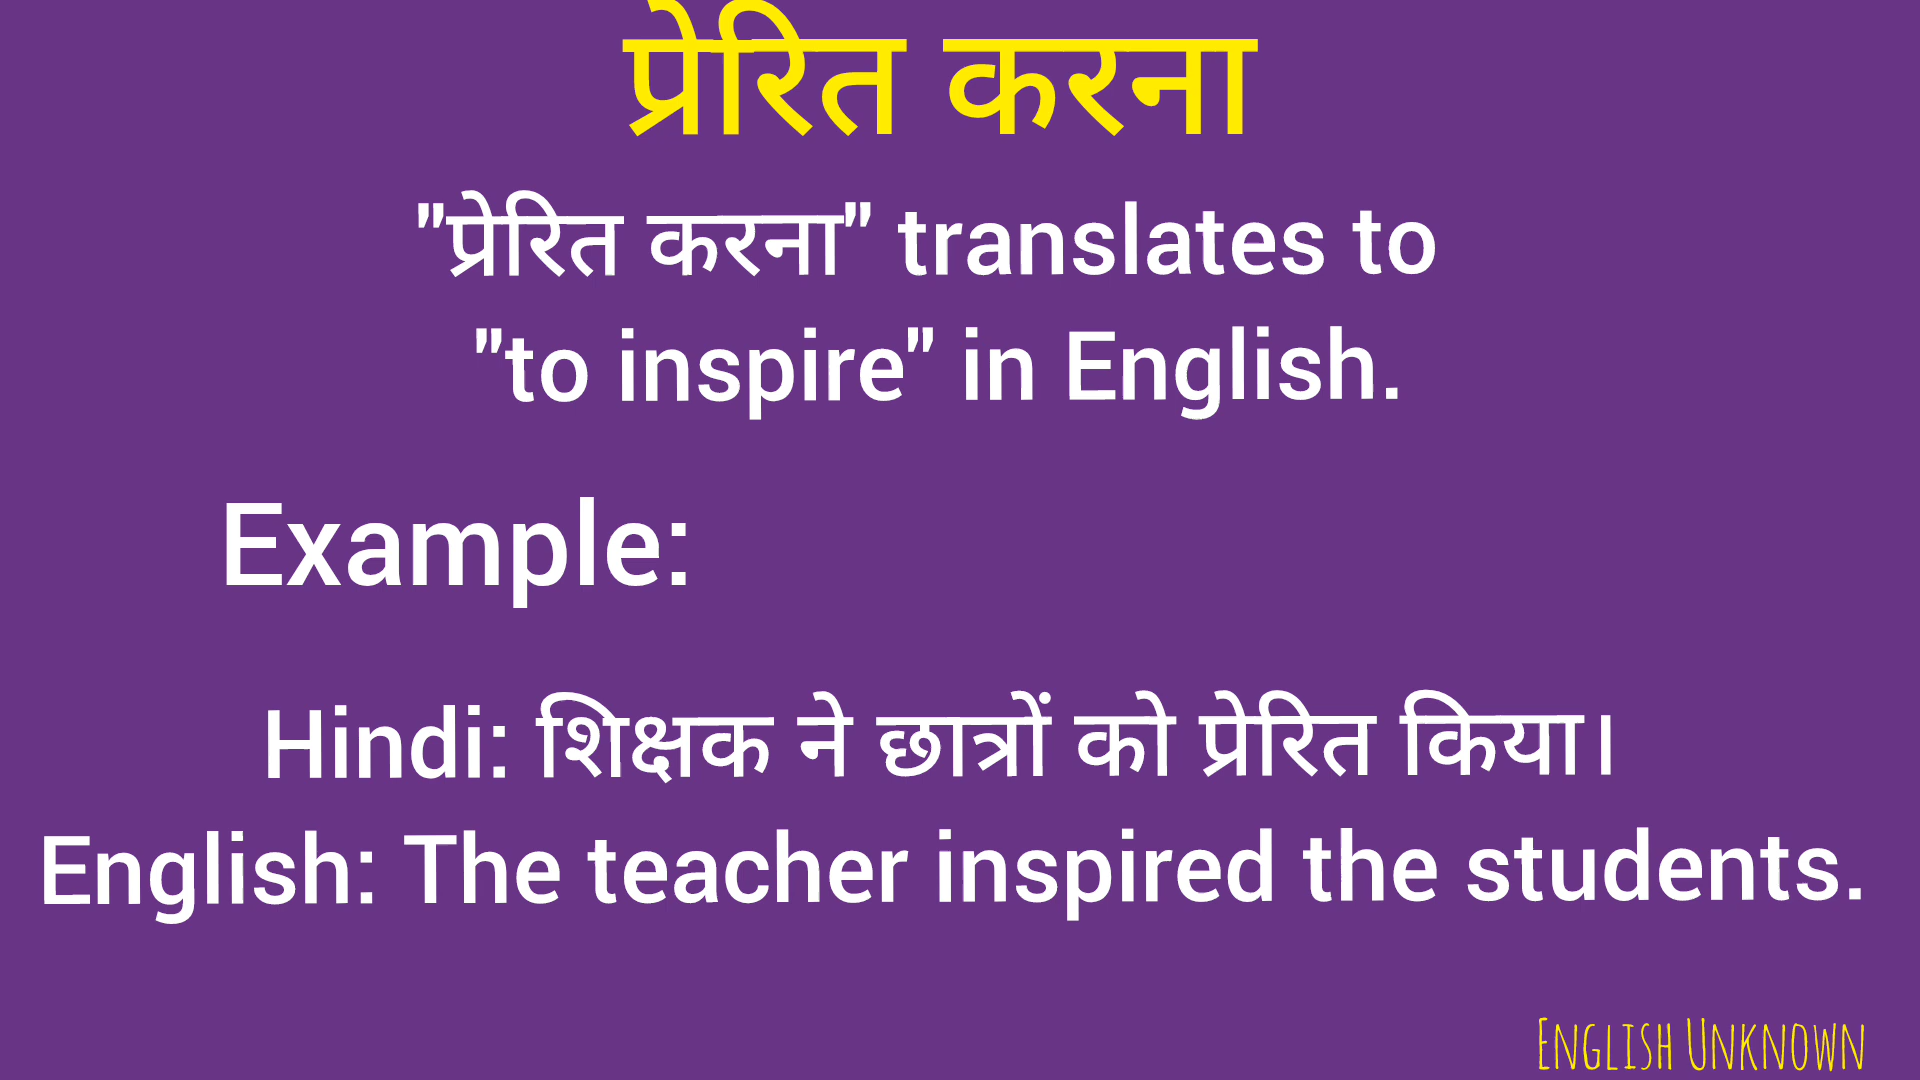 प्रेरित करना
"प्रेरित करना" translates to
"to inspire" in English.
Example:
Hindi: शिक्षक ने छात्रों को प्रेरित किया।
English: The teacher inspired the students.
English Unknown